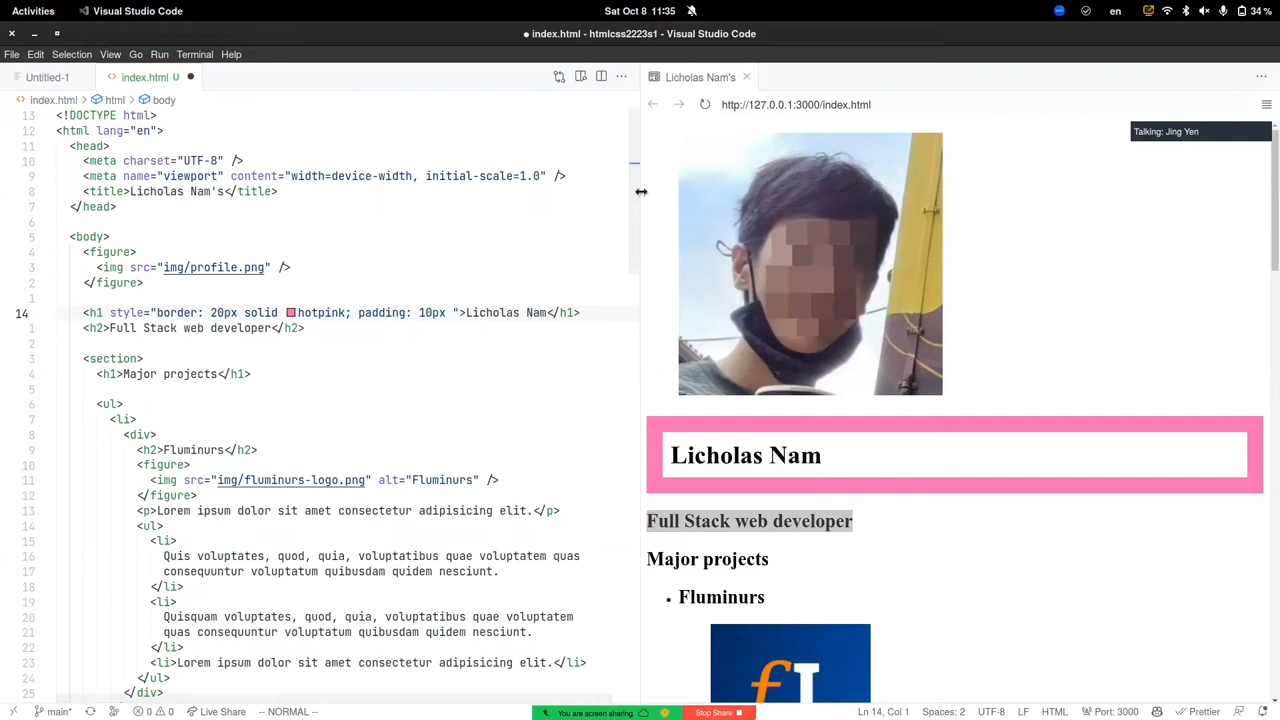 Activities Visual Studio Code Sat Oct 8 11:35 en 34 %
● index.html - htmlcss2223s1 - Visual Studio Code
File Edit Selection View Go Run Terminal Help
Untitled-1 index.html U ●
index.html › html › body
13 <!DOCTYPE html>
12 <html lang="en">
11 <head>
10 <meta charset="UTF-8" />
9 <meta name="viewport" content="width=device-width, initial-scale=1.0" />
8 <title>Licholas Nam's</title>
7 </head>
6
5 <body>
4 <figure>
3 <img src="img/profile.png" />
2 </figure>
1
14 <h1 style="border: 20px solid hotpink; padding: 10px ">Licholas Nam</h1>
1 <h2>Full Stack web developer</h2>
2
3 <section>
4 <h1>Major projects</h1>
5
6 <ul>
7 <li>
8 <div>
9 <h2>Fluminurs</h2>
10 <figure>
11 <img src="img/fluminurs-logo.png" alt="Fluminurs" />
12 </figure>
13 <p>Lorem ipsum dolor sit amet consectetur adipisicing elit.</p>
14 <ul>
15 <li>
16 Quis voluptates, quod, quia, voluptatibus quae voluptatem quas
17 consequuntur voluptatum quibusdam quidem nesciunt.
18 </li>
19 <li>
20 Quisquam voluptates, quod, quia, voluptatibus quae voluptatem
21 quas consequuntur voluptatum quibusdam quidem nesciunt.
22 </li>
23 <li>Lorem ipsum dolor sit amet consectetur adipisicing elit.</li>
24 </ul>
25 </div>
Licholas Nam's
http://127.0.0.1:3000/index.html
Talking: Jing Yen
Licholas Nam
Full Stack web developer
Major projects
• Fluminurs
fI
main* 0 0 Live Share -- NORMAL -- You are screen sharing Stop Share Ln 14, Col 1 Spaces: 2 UTF-8 LF HTML Port: 3000 Prettier